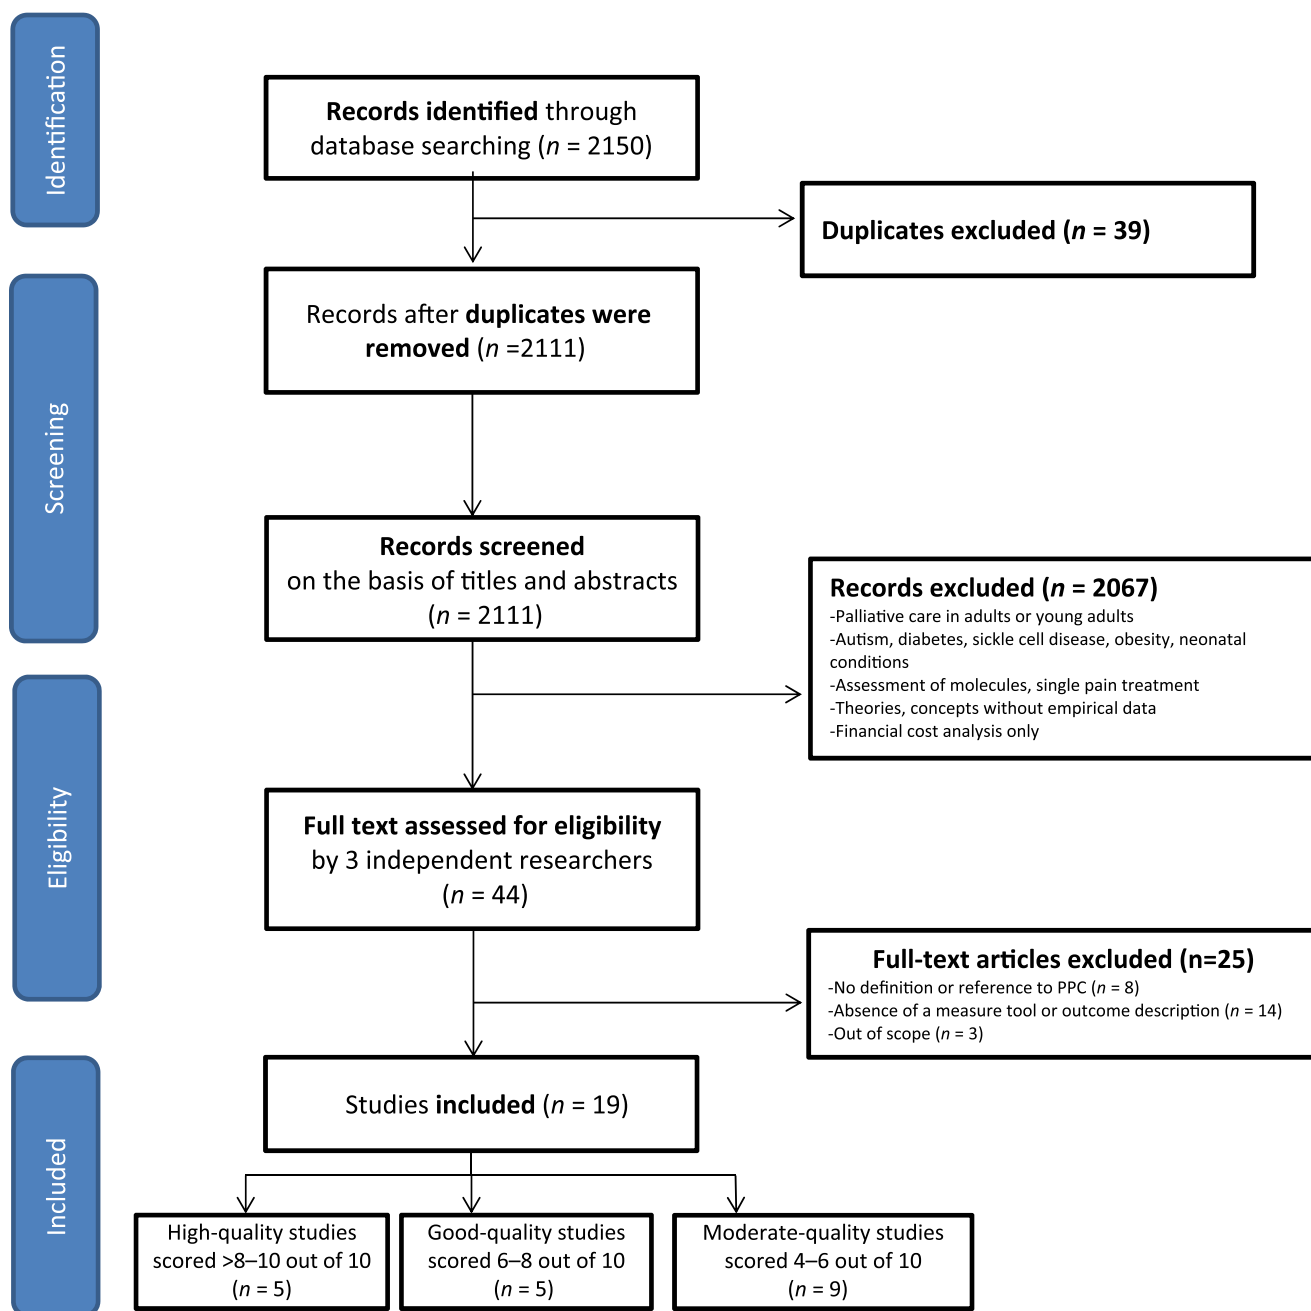 Identification
Records identified through
database searching (n = 2150)
Duplicates excluded (n = 39)
Screening
Records after duplicates were
removed (n =2111)
Records screened
on the basis of titles and abstracts
(n = 2111)
Records excluded (n = 2067)
-Palliative care in adults or young adults
-Autism, diabetes, sickle cell disease, obesity, neonatal
conditions
-Assessment of molecules, single pain treatment
-Theories, concepts without empirical data
-Financial cost analysis only
Eligibility
Full text assessed for eligibility
by 3 independent researchers
(n = 44)
Full-text articles excluded (n=25)
-No definition or reference to PPC (n = 8)
-Absence of a measure tool or outcome description (n = 14)
-Out of scope (n = 3)
Included
Studies included (n = 19)
High-quality studies
scored >8–10 out of 10
(n = 5)
Good-quality studies
scored 6–8 out of 10
(n = 5)
Moderate-quality studies
scored 4–6 out of 10
(n = 9)